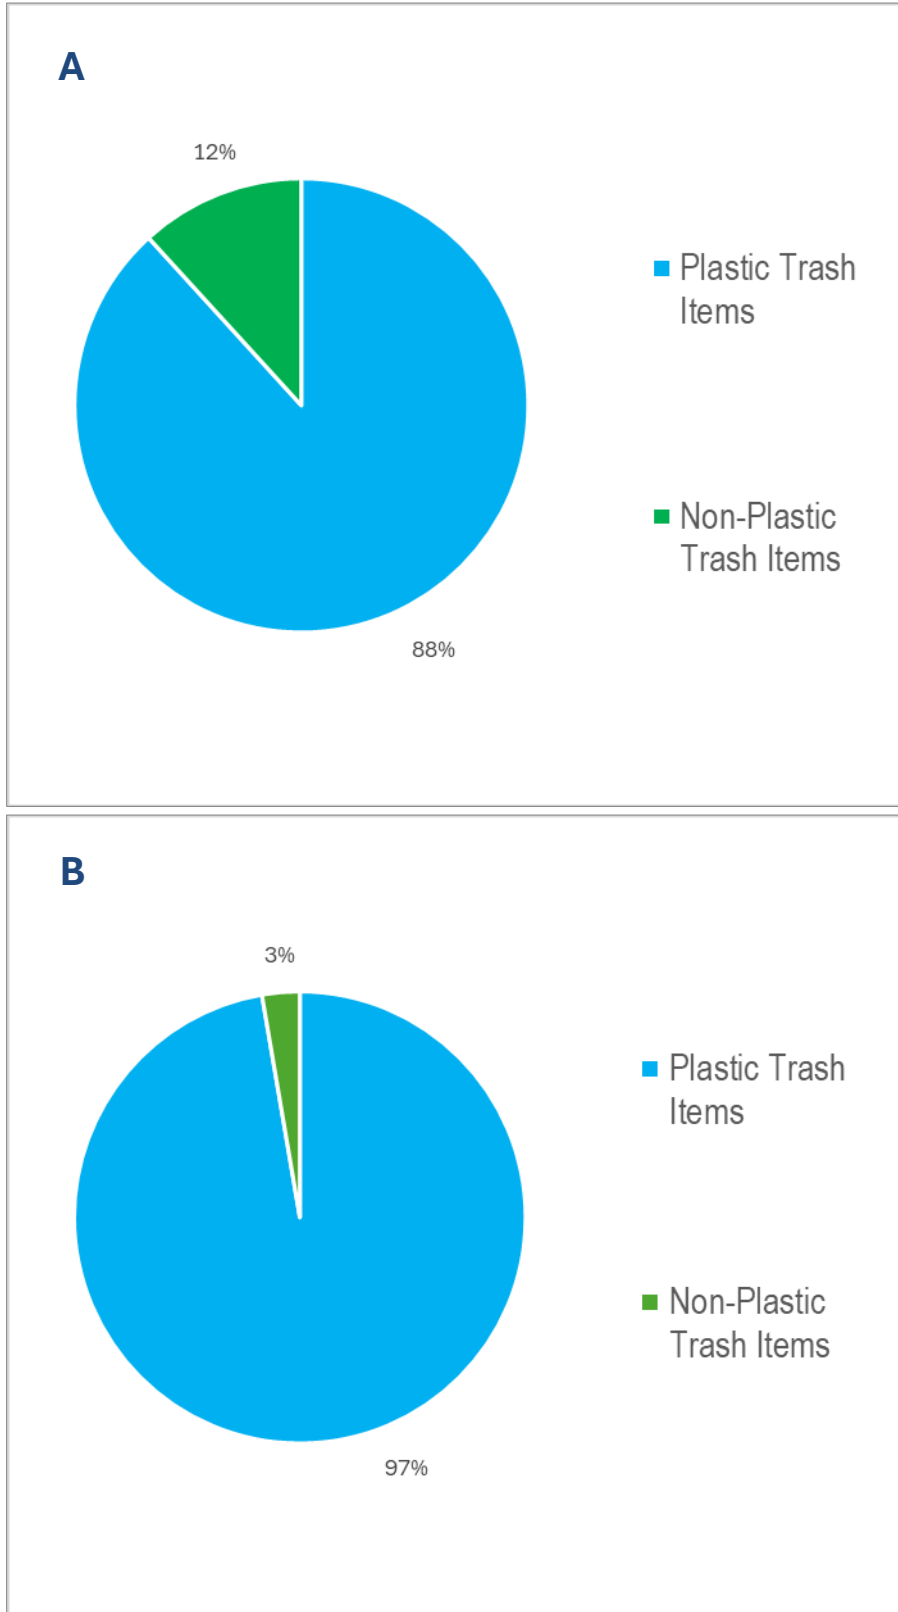 A
12%
Plastic Trash
Items
Non-Plastic
Trash Items
88%
B
3%
Plastic Trash
Items
Non-Plastic
Trash Items
97%